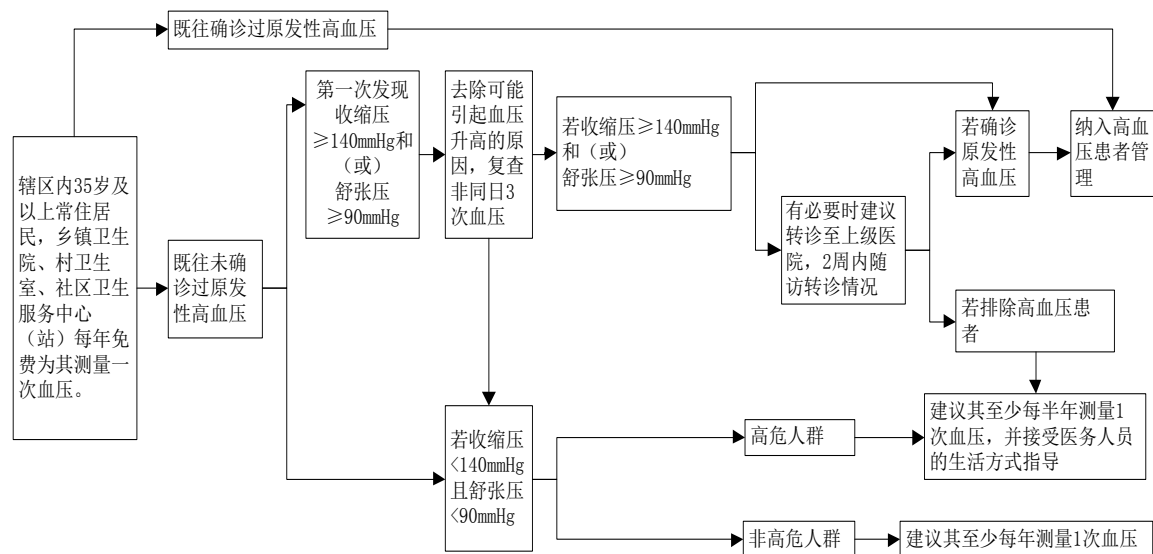 既往确诊过原发性高血压
辖区内35岁及
以上常住居
民，乡镇卫生
院、村卫生
室、社区卫生
服务中心
（站）每年免
费为其测量一
次血压。
既往未确
诊过原发
性高血压
第一次发现
收缩压
≥140mmHg和
（或）
舒张压
≥90mmHg
去除可能
引起血压
升高的原
因，复查
非同日3
次血压
若收缩压≥140mmHg
和（或）
舒张压≥90mmHg
若确诊
原发性
高血压
纳入高血
压患者管
理
有必要时建议
转诊至上级医
院，2周内随
访转诊情况
若排除高血压患
者
若收缩压
<140mmHg
且舒张压
<90mmHg
高危人群
建议其至少每半年测量1
次血压，并接受医务人员
的生活方式指导
非高危人群
建议其至少每年测量1次血压